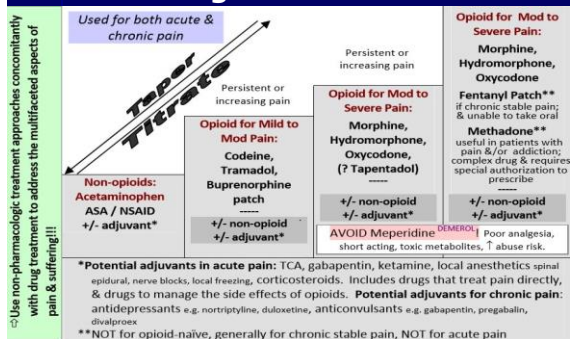 ⇨Use non-pharmacologic treatment approaches concomitantly
with drug treatment to address the multifaceted aspects of
pain & suffering!!!
Used for both acute &
chronic pain
Taper
Titrate
Non-opioids:
Acetaminophen
ASA / NSAID
+/- adjuvant*
Persistent or
increasing pain
Opioid for Mild to
Mod Pain:
Codeine,
Tramadol,
Buprenorphine
patch
-----
+/- non-opioid
+/- adjuvant*
Persistent or
increasing pain
Opioid for Mod to
Severe Pain:
Morphine,
Hydromorphone,
Oxycodone,
(? Tapentadol)
-----
+/- non-opioid
+/- adjuvant*
Opioid for Mod to
Severe Pain:
Morphine,
Hydromorphone,
Oxycodone
Fentanyl Patch**
if chronic stable pain;
& unable to take oral
Methadone**
useful in patients with
pain &/or addiction;
complex drug & requires
special authorization to
prescribe
-----
+/- non-opioid
+/- adjuvant*
AVOID Meperidine DEMEROL! Poor analgesia,
short acting, toxic metabolites, ↑ abuse risk.
*Potential adjuvants in acute pain: TCA, gabapentin, ketamine, local anesthetics spinal
epidural, nerve blocks, local freezing, corticosteroids. Includes drugs that treat pain directly,
& drugs to manage the side effects of opioids. Potential adjuvants for chronic pain:
antidepressants e.g. nortriptyline, duloxetine, anticonvulsants e.g. gabapentin, pregabalin,
divalproex
**NOT for opioid-naïve, generally for chronic stable pain, NOT for acute pain